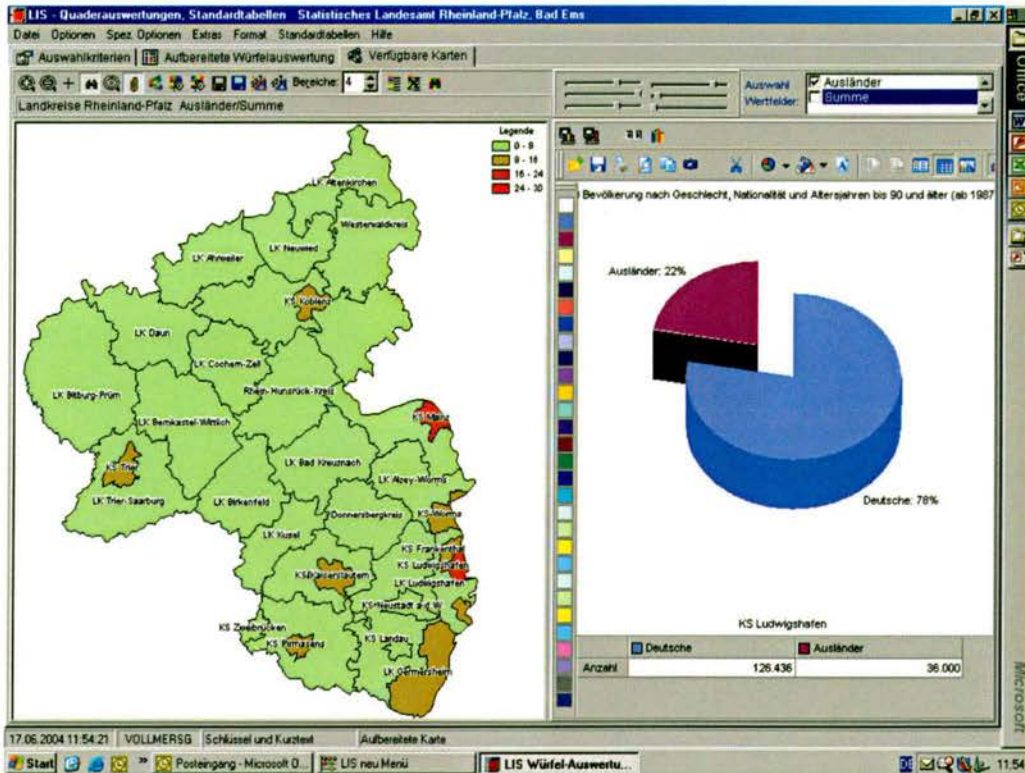 LIS - Quaderauswertungen, Standardtabellen Statistisches Landesamt Rheinland-Pfalz, Bad Ems
Datei Optionen Spez. Optionen Extras Format Standardtabellen Hilfe
Auswahlkriterien Aufbereitete Würfelauswertung Verfügbare Karten
Bereiche: 4
Auswahl Wertfelder:
Ausländer
Summe
Landkreise Rheinland-Pfalz Ausländer/Summe
Legende
0 - 8
8 - 16
16 - 24
24 - 30
LK Altenkirchen
Westerwaldkreis
LK Neuwied
LK Ahrweiler
KS Koblenz
LK Daun
LK Cochem-Zell
LK Bitburg-Prüm
Rhein-Hunsrück-Kreis
LK Bernkastel-Wittlich
KS Mainz
KS Trier
LK Bad Kreuznach
LK Alzey-Worms
LK Trier-Saarburg
LK Birkenfeld
Donnersbergkreis
KS Worms
LK Kusel
KS Frankenthal
KS Ludwigshafen
KS Kaiserslautern
LK Ludwigshafen
KS Neustadt a.d.W
KS Zweibrücken
KS Pirmasens
KS Landau
LK Germersheim
Bevölkerung nach Geschlecht, Nationalität und Altersjahren bis 90 und älter (ab 1987
Ausländer: 22%
Deutsche: 78%
KS Ludwigshafen
Deutsche Ausländer
Anzahl 126.436 36.000
Office
Microsoft
17.06.2004 11:54:21 VOLLMERSG Schlüssel und Kurztext Aufbereitete Karte
Start » Posteingang - Microsoft O... LIS neu Menü LIS Würfel-Auswertu... DE 11:54